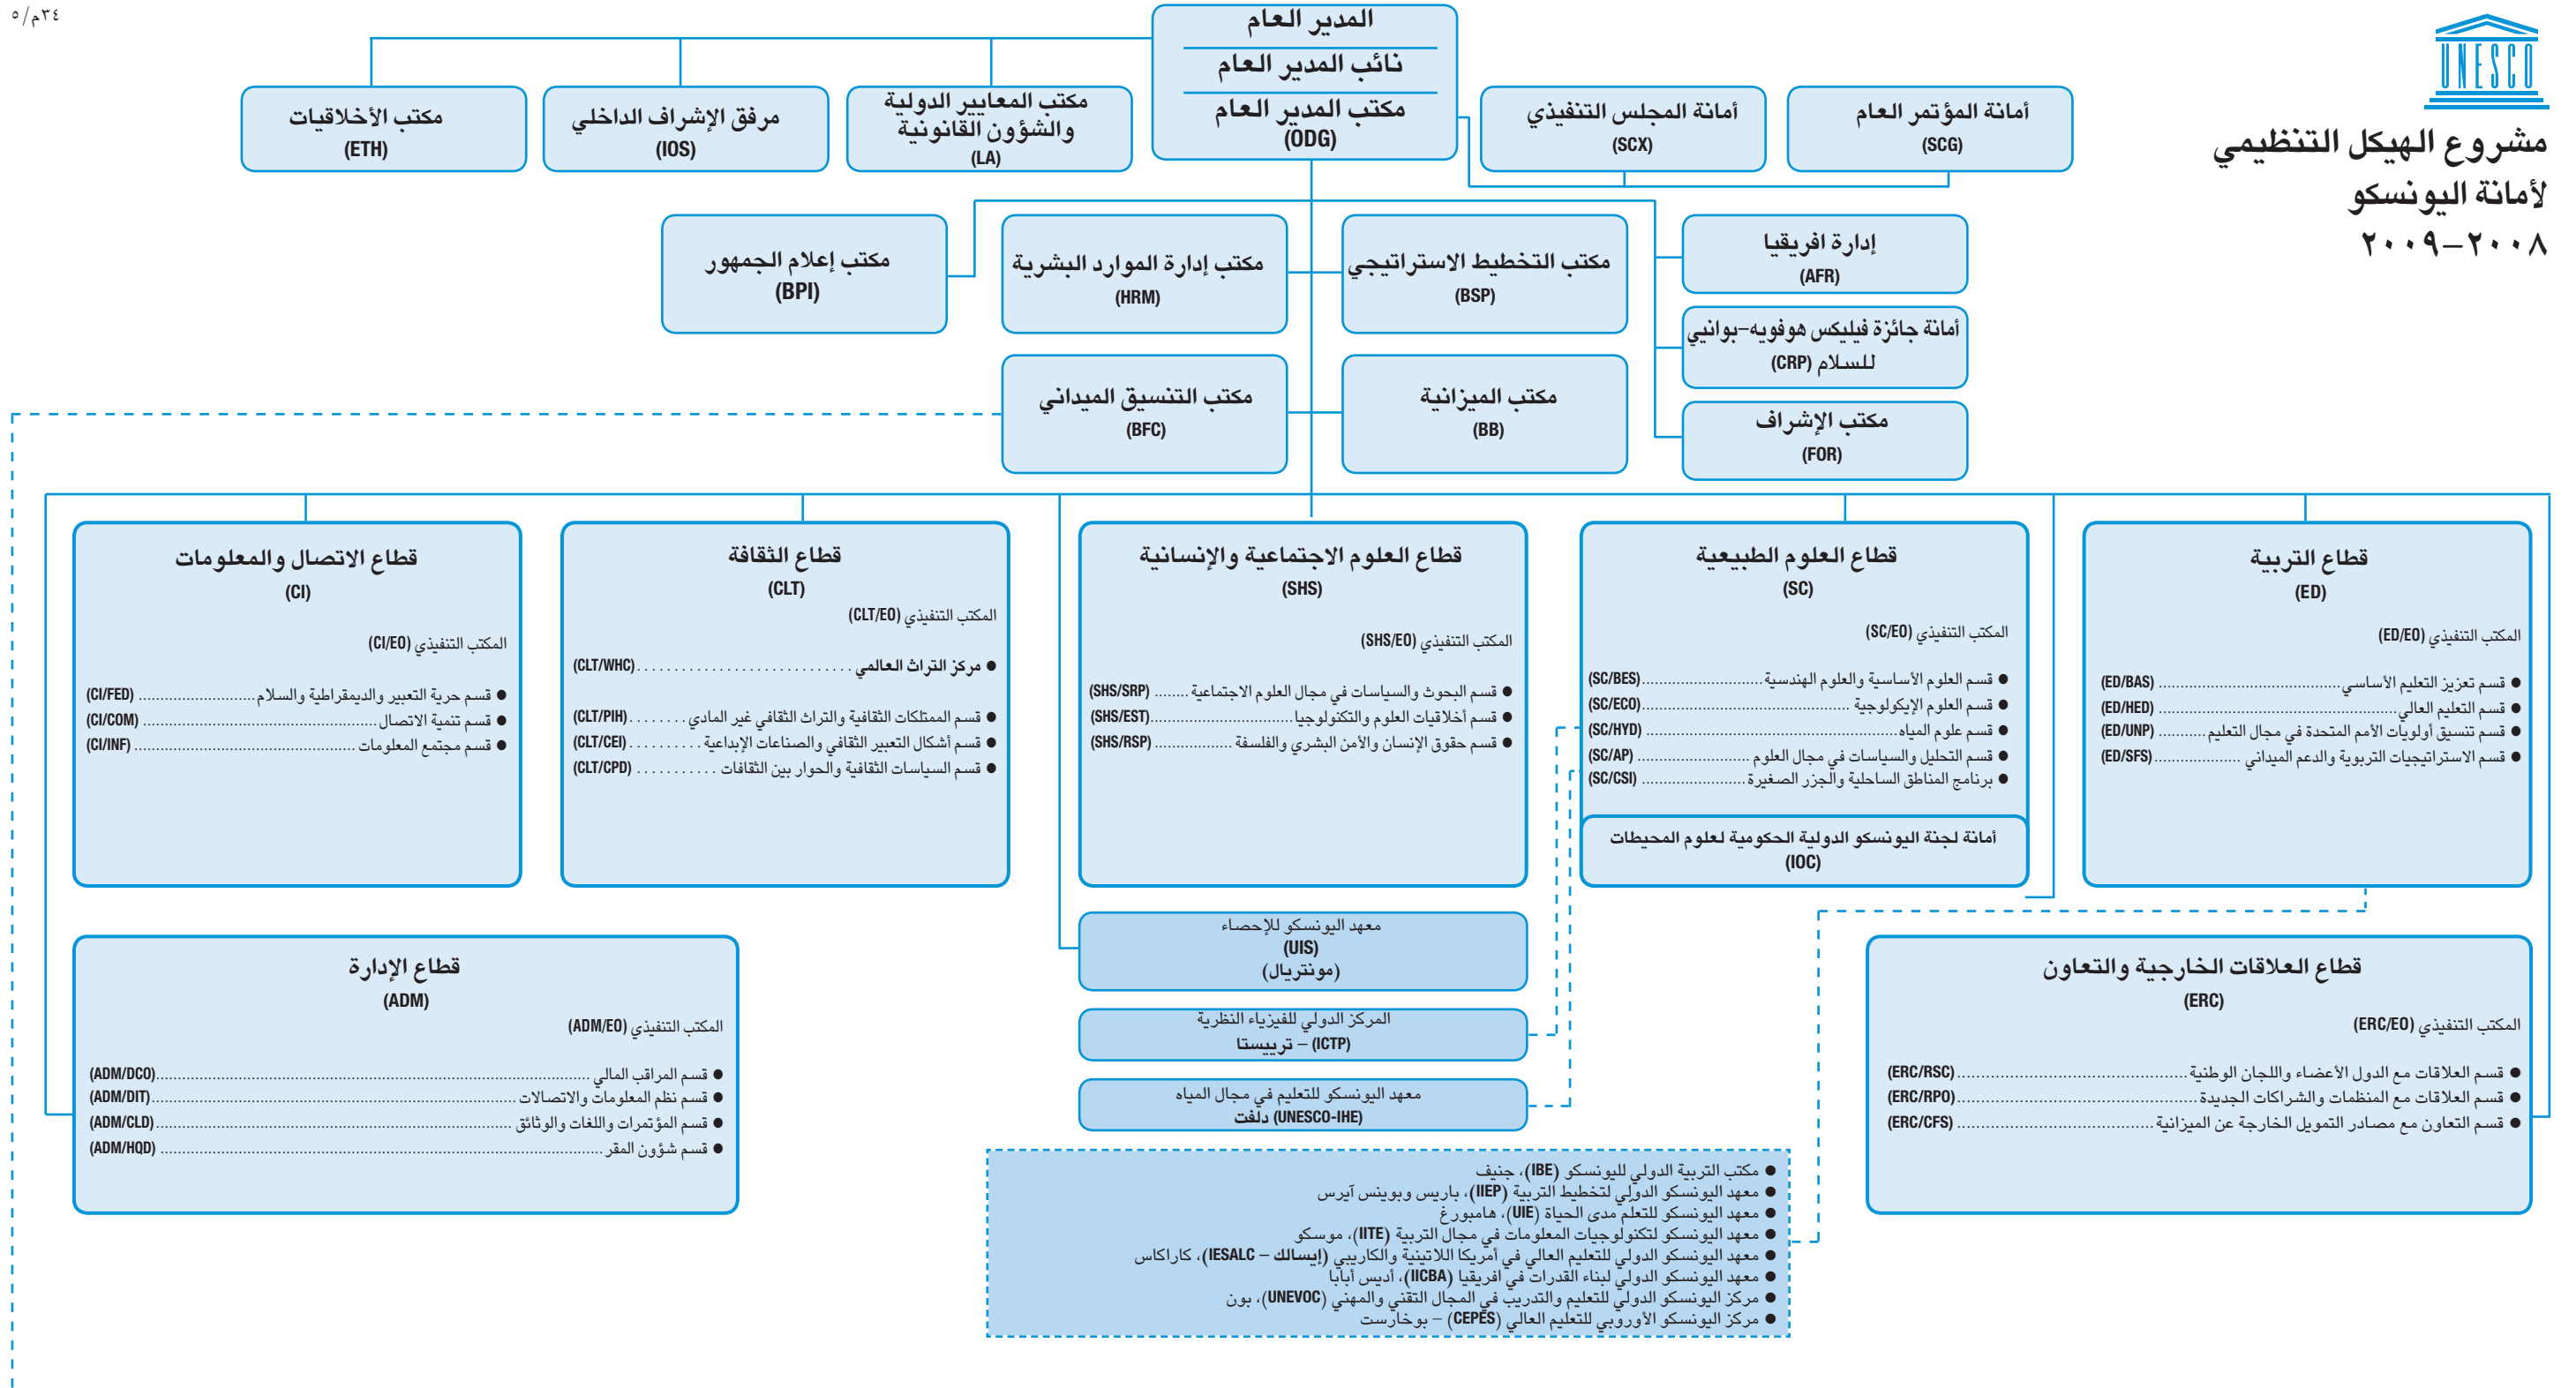 ٣٤م/٥
UNESCO
مشروع الهيكل التنظيمي
لأمانة اليونسكو
٢٠٠٨–٢٠٠٩
المدير العام
نائب المدير العام
مكتب المدير العام
(ODG)
أمانة المؤتمر العام
(SCG)
أمانة المجلس التنفيذي
(SCX)
مكتب المعايير الدولية
والشؤون القانونية
(LA)
مرفق الإشراف الداخلي
(IOS)
مكتب الأخلاقيات
(ETH)
إدارة افريقيا
(AFR)
أمانة جائزة فيليكس هوفويه–بوانيي
للسلام (CRP)
مكتب الإشراف
(FOR)
مكتب التخطيط الاستراتيجي
(BSP)
مكتب إدارة الموارد البشرية
(HRM)
مكتب إعلام الجمهور
(BPI)
مكتب الميزانية
(BB)
مكتب التنسيق الميداني
(BFC)
قطاع التربية
(ED)
المكتب التنفيذي (ED/EO)
● قسم تعزيز التعليم الأساسي .......... (ED/BAS)
● قسم التعليم العالي .......... (ED/HED)
● قسم تنسيق أولويات الأمم المتحدة في مجال التعليم .......... (ED/UNP)
● قسم الاستراتيجيات التربوية والدعم الميداني .......... (ED/SFS)
قطاع العلوم الطبيعية
(SC)
المكتب التنفيذي (SC/EO)
● قسم العلوم الأساسية والعلوم الهندسية .......... (SC/BES)
● قسم العلوم الإيكولوجية .......... (SC/ECO)
● قسم علوم المياه .......... (SC/HYD)
● قسم التحليل والسياسات في مجال العلوم .......... (SC/AP)
● برنامج المناطق الساحلية والجزر الصغيرة .......... (SC/CSI)
أمانة لجنة اليونسكو الدولية الحكومية لعلوم المحيطات
(IOC)
قطاع العلوم الاجتماعية والإنسانية
(SHS)
المكتب التنفيذي (SHS/EO)
● قسم البحوث والسياسات في مجال العلوم الاجتماعية ........ (SHS/SRP)
● قسم أخلاقيات العلوم والتكنولوجيا .......... (SHS/EST)
● قسم حقوق الإنسان والأمن البشري والفلسفة .......... (SHS/RSP)
قطاع الثقافة
(CLT)
المكتب التنفيذي (CLT/EO)
● مركز التراث العالمي .......... (CLT/WHC)
● قسم الممتلكات الثقافية والتراث الثقافي غير المادي ........ (CLT/PIH)
● قسم أشكال التعبير الثقافي والصناعات الإبداعية .......... (CLT/CEI)
● قسم السياسات الثقافية والحوار بين الثقافات .......... (CLT/CPD)
قطاع الاتصال والمعلومات
(CI)
المكتب التنفيذي (CI/EO)
● قسم حرية التعبير والديمقراطية والسلام .......... (CI/FED)
● قسم تنمية الاتصال .......... (CI/COM)
● قسم مجتمع المعلومات .......... (CI/INF)
قطاع العلاقات الخارجية والتعاون
(ERC)
المكتب التنفيذي (ERC/EO)
● قسم العلاقات مع الدول الأعضاء واللجان الوطنية .......... (ERC/RSC)
● قسم العلاقات مع المنظمات والشراكات الجديدة .......... (ERC/RPO)
● قسم التعاون مع مصادر التمويل الخارجة عن الميزانية .......... (ERC/CFS)
معهد اليونسكو للإحصاء
(UIS)
(مونتريال)
المركز الدولي للفيزياء النظرية
(ICTP) – ترييستا
معهد اليونسكو للتعليم في مجال المياه
(UNESCO-IHE) دلفت
قطاع الإدارة
(ADM)
المكتب التنفيذي (ADM/EO)
● قسم المراقب المالي .......... (ADM/DCO)
● قسم نظم المعلومات والاتصالات .......... (ADM/DIT)
● قسم المؤتمرات واللغات والوثائق .......... (ADM/CLD)
● قسم شؤون المقر .......... (ADM/HQD)
● مكتب التربية الدولي لليونسكو (IBE)، جنيف
● معهد اليونسكو الدولي لتخطيط التربية (IIEP)، باريس وبوينس آيرس
● معهد اليونسكو للتعلم مدى الحياة (UIE)، هامبورغ
● معهد اليونسكو لتكنولوجيات المعلومات في مجال التربية (IITE)، موسكو
● معهد اليونسكو الدولي للتعليم العالي في أمريكا اللاتينية والكاريبي (إيسالك – IESALC)، كاراكاس
● معهد اليونسكو الدولي لبناء القدرات في افريقيا (IICBA)، أديس أبابا
● مركز اليونسكو الدولي للتعليم والتدريب في المجال التقني والمهني (UNEVOC)، بون
● مركز اليونسكو الأوروبي للتعليم العالي (CEPES) – بوخارست